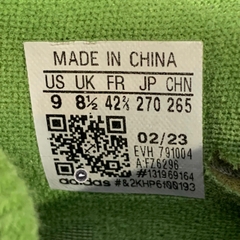 MADE IN CHINA
US UK FR JP CHN
9 8½ 42⅔ 270 265
02/23
EVH 791004
A:FZ6296
#131969164
adidas #&2KHP6100193